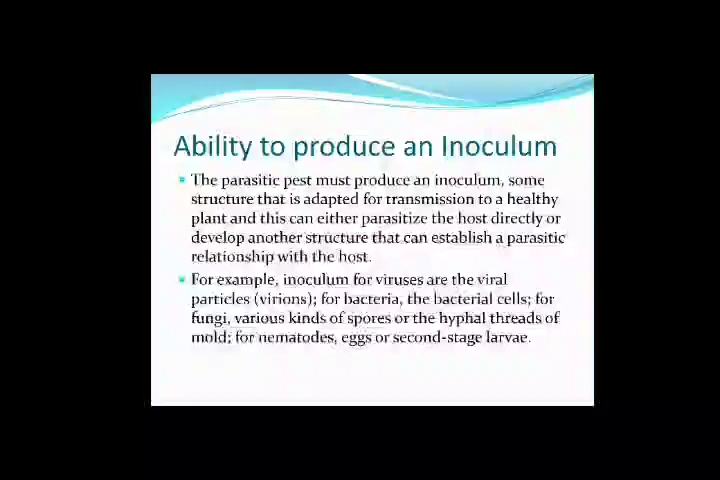 Ability to produce an Inoculum
The parasitic pest must produce an inoculum, some
structure that is adapted for transmission to a healthy
plant and this can either parasitize the host directly or
develop another structure that can establish a parasitic
relationship with the host.
For example, inoculum for viruses are the viral
particles (virions); for bacteria, the bacterial cells; for
fungi, various kinds of spores or the hyphal threads of
mold; for nematodes, eggs or second-stage larvae.